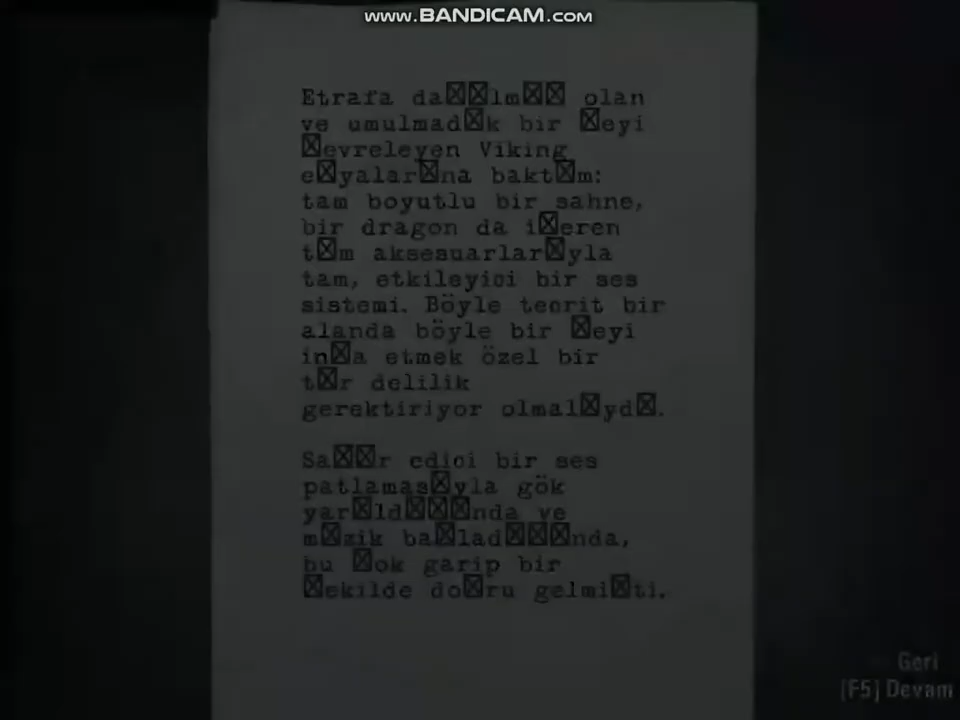 www.BANDICAM.com
Etrafa da☒☒lm☒☒ olan
ve umulmad☒k bir ☒eyi
☒evreleyen Viking
e☒yalar☒na bakt☒m:
tam boyutlu bir sahne,
bir dragon da i☒eren
t☒m aksesuarlar☒yla
tam, etkileyici bir ses
sistemi. Böyle tecrit bir
alanda böyle bir ☒eyi
in☒a etmek özel bir
t☒r delilik
gerektiriyor olmal☒yd☒.
Sa☒☒r edici bir ses
patlamas☒yla gök
yar☒ld☒☒☒nda ve
m☒zik ba☒lad☒☒☒nda,
bu ☒ok garip bir
☒ekilde do☒ru gelmi☒ti.
Geri
[F5] Devam